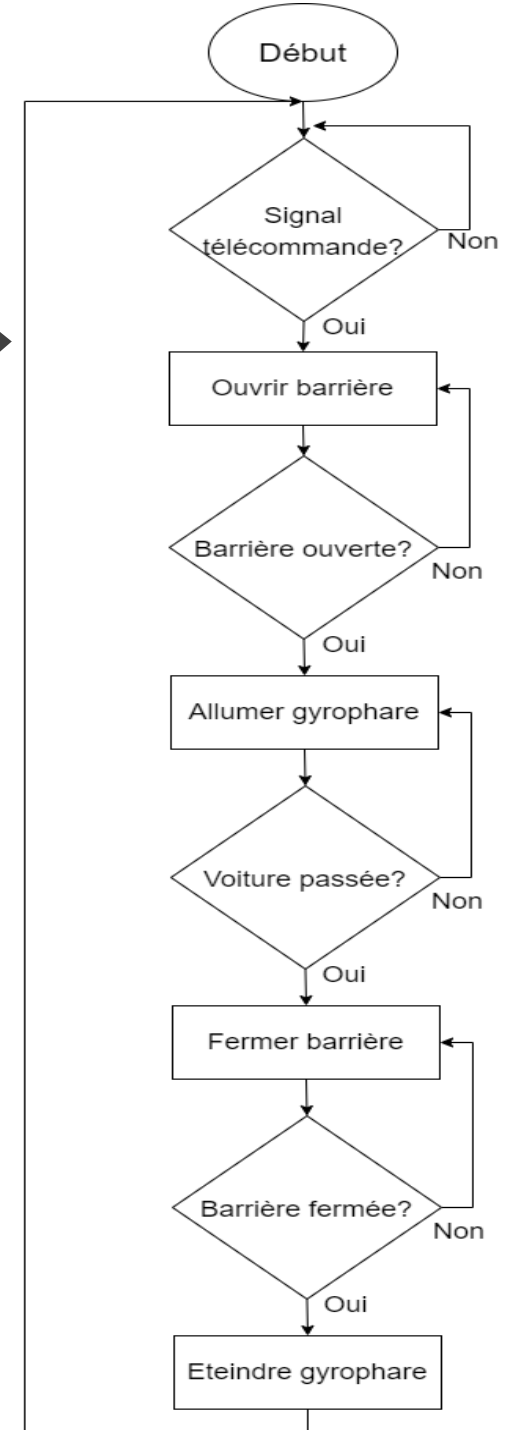 Début
Signal
télécommande?
Non
Oui
Ouvrir barrière
Barrière ouverte?
Non
Oui
Allumer gyrophare
Voiture passée?
Non
Oui
Fermer barrière
Barrière fermée?
Non
Oui
Eteindre gyrophare